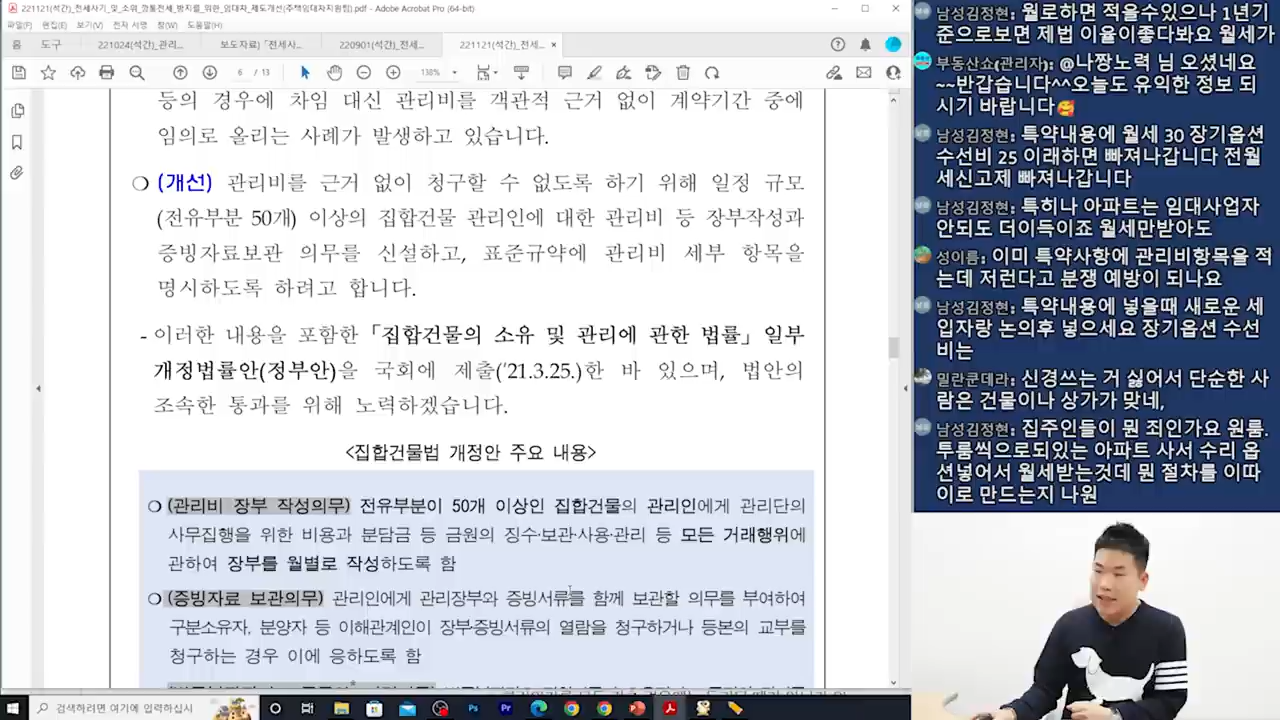 221121(석간)_전세사기_및_소위_깡통전세_방지를_위한_임대차_제도개선(주택임대차지원팀).pdf - Adobe Acrobat Pro (64-bit)
파일(F) 편집(E) 보기(V) 전자 서명 창(W) 도움말(H)
홈 도구 221024(석간)_관리... 보도자료)「전세사... 220901(석간)_전세... 221121(석간)_전세... ×
6 / 13 138%
등의 경우에 차임 대신 관리비를 객관적 근거 없이 계약기간 중에
임의로 올리는 사례가 발생하고 있습니다.
❍ (개선) 관리비를 근거 없이 청구할 수 없도록 하기 위해 일정 규모
(전유부분 50개) 이상의 집합건물 관리인에 대한 관리비 등 장부작성과
증빙자료보관 의무를 신설하고, 표준규약에 관리비 세부 항목을
명시하도록 하려고 합니다.
- 이러한 내용을 포함한 「집합건물의 소유 및 관리에 관한 법률」 일부
개정법률안(정부안)을 국회에 제출('21.3.25.)한 바 있으며, 법안의
조속한 통과를 위해 노력하겠습니다.
<집합건물법 개정안 주요 내용>
❍ (관리비 장부 작성의무) 전유부분이 50개 이상인 집합건물의 관리인에게 관리단의
사무집행을 위한 비용과 분담금 등 금원의 징수·보관·사용·관리 등 모든 거래행위에
관하여 장부를 월별로 작성하도록 함
❍ (증빙자료 보관의무) 관리인에게 관리장부와 증빙서류를 함께 보관할 의무를 부여하여
구분소유자, 분양자 등 이해관계인이 장부·증빙서류의 열람을 청구하거나 등본의 교부를
청구하는 경우 이에 응하도록 함
검색하려면 여기에 입력하십시
남성김정현: 월로하면 적을수있으나 1년기
준으로보면 제법 이율이좋다봐요 월세가
부동산쇼(관리자): @나짱노력 님 오셨네요
~~반갑습니다^^오늘도 유익한 정보 되
시기 바랍니다🥰
남성김정현: 특약내용에 월세 30 장기옵션
수선비 25 이래하면 빠져나갑니다 전월
세신고제 빠져나갑니다
남성김정현: 특히나 아파트는 임대사업자
안되도 더이득이죠 월세만받아도
성이름: 이미 특약사항에 관리비항목을 적
는데 저런다고 분쟁 예방이 되나요
남성김정현: 특약내용에 넣을때 새로운 세
입자랑 논의후 넣으세요 장기옵션 수선
비는
밀란쿤데라: 신경쓰는 거 싫어서 단순한 사
람은 건물이나 상가가 맞네,
남성김정현: 집주인들이 뭔 죄인가요 원룸.
투룸씩으로되있는 아파트 사서 수리 옵
션넣어서 월세받는것데 뭔 절차를 이따
이로 만드는지 나원